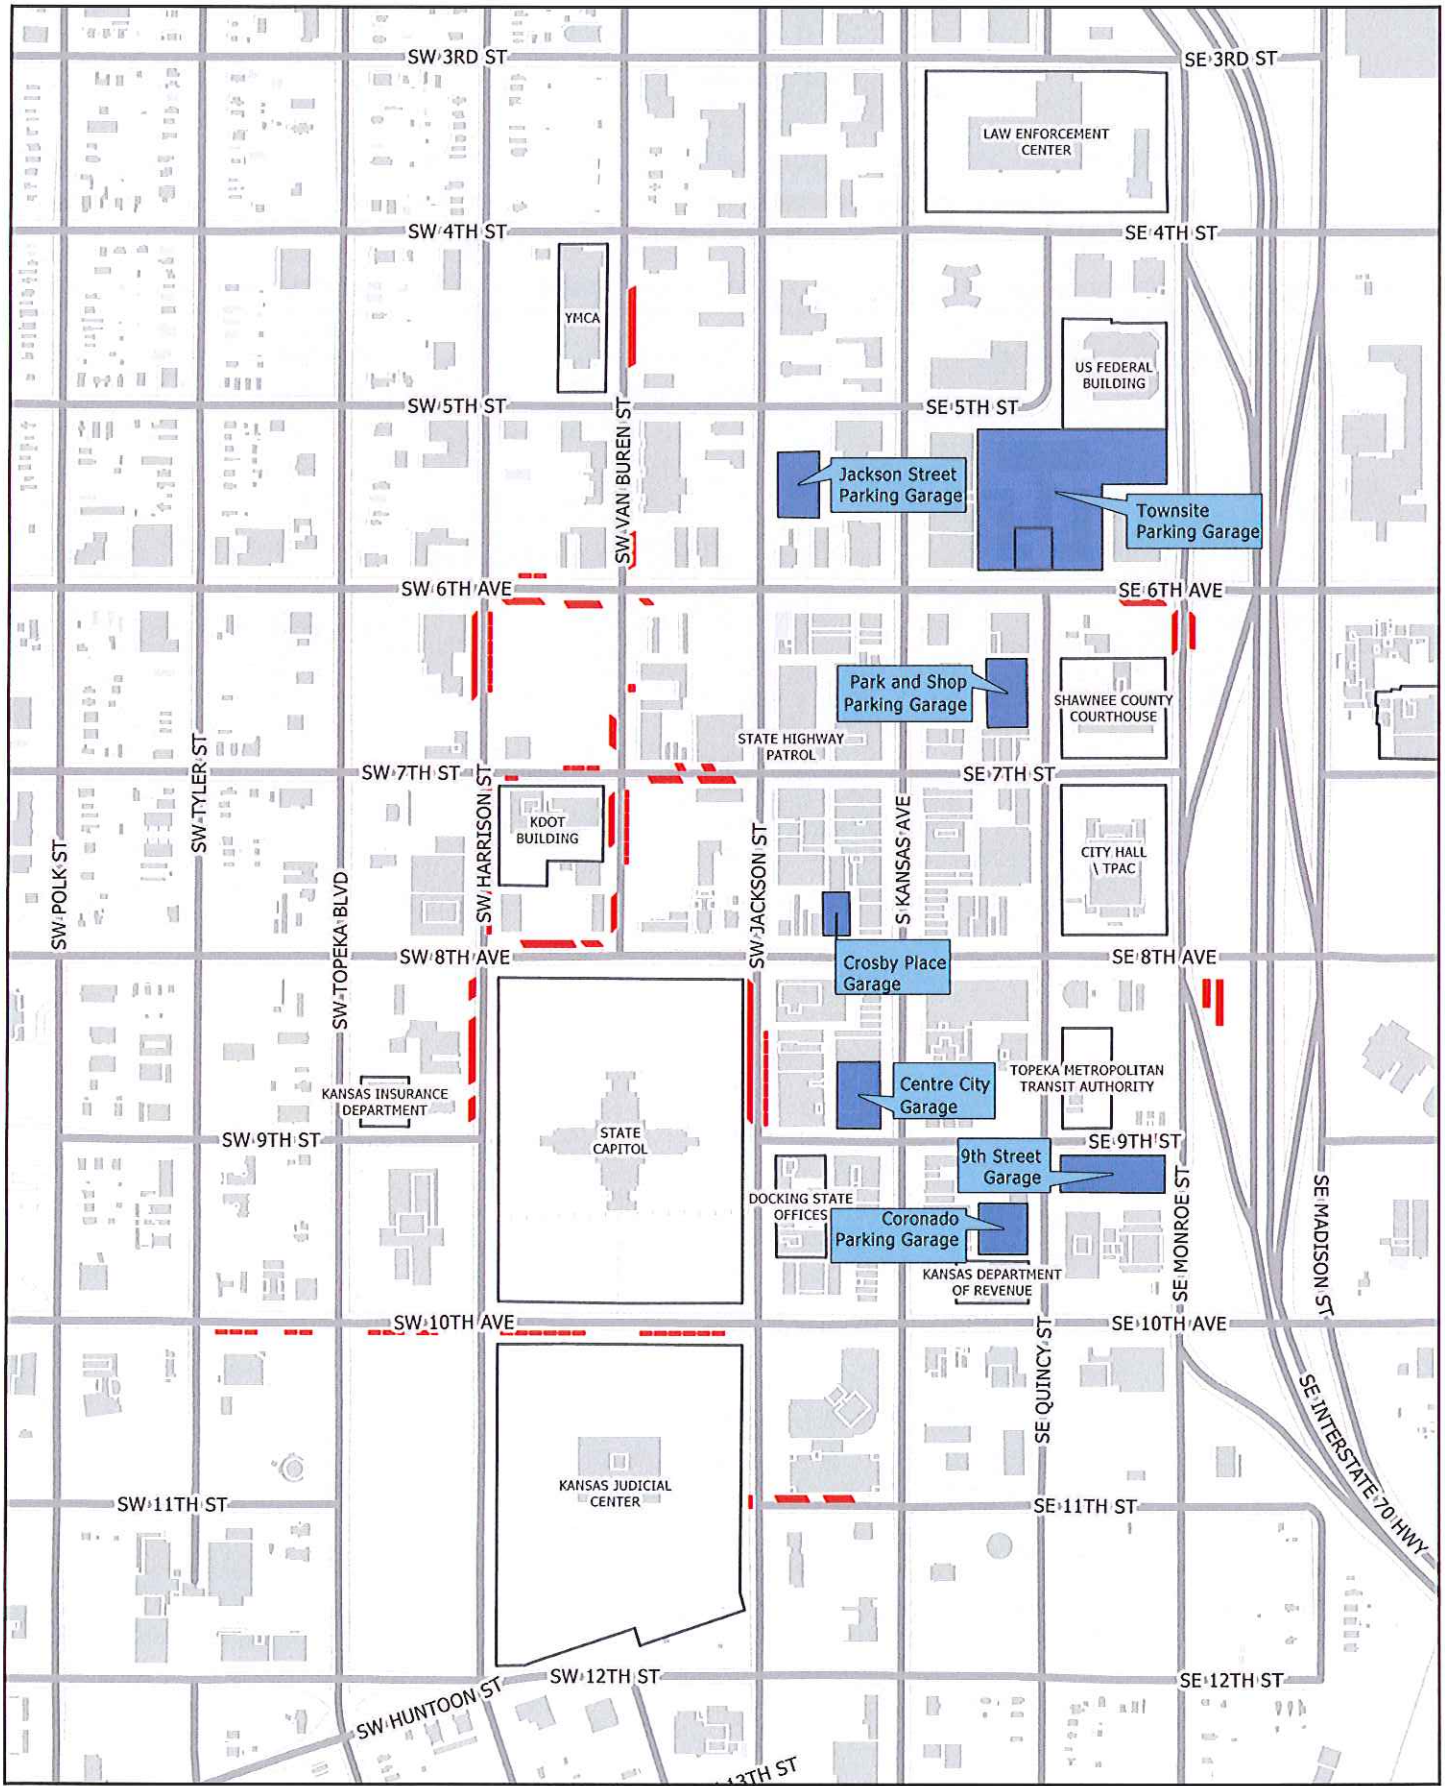 SW 3RD ST
SE 3RD ST
LAW ENFORCEMENT
CENTER
SW 4TH ST
SE 4TH ST
YMCA
US FEDERAL
BUILDING
SW 5TH ST
SE 5TH ST
SW VAN BUREN ST
Jackson Street
Parking Garage
Townsite
Parking Garage
SW 6TH AVE
SE 6TH AVE
Park and Shop
Parking Garage
SHAWNEE COUNTY
COURTHOUSE
STATE HIGHWAY
PATROL
SW 7TH ST
SE 7TH ST
SW TYLER ST
SW HARRISON ST
KDOT
BUILDING
SW JACKSON ST
S KANSAS AVE
CITY HALL
\ TPAC
SW POLK ST
SW TOPEKA BLVD
SW 8TH AVE
SE 8TH AVE
Crosby Place
Garage
KANSAS INSURANCE
DEPARTMENT
Centre City
Garage
TOPEKA METROPOLITAN
TRANSIT AUTHORITY
SW 9TH ST
STATE
CAPITOL
SE 9TH ST
9th Street
Garage
DOCKING STATE
OFFICES
Coronado
Parking Garage
SE MONROE ST
SE MADISON ST
KANSAS DEPARTMENT
OF REVENUE
SW 10TH AVE
SE 10TH AVE
SE QUINCY ST
SE INTERSTATE 70 HWY
KANSAS JUDICIAL
CENTER
SW 11TH ST
SE 11TH ST
SW 12TH ST
SE 12TH ST
SW HUNTOON ST
13TH ST